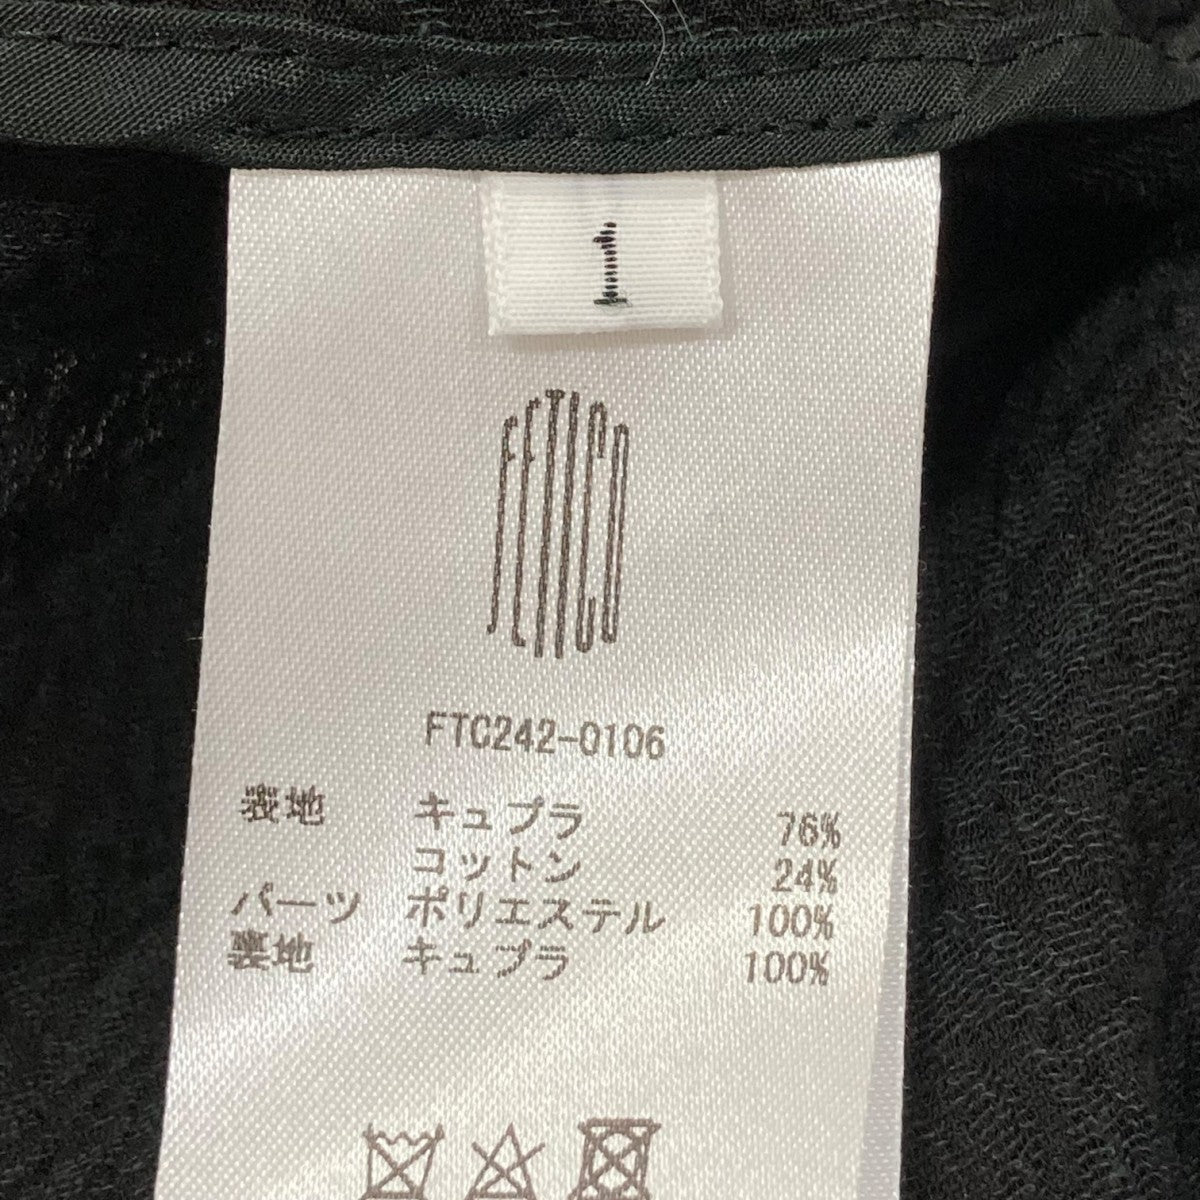 1
FETICO
FTC242-0106
表地 キュプラ 76%
コットン 24%
パーツ ポリエステル 100%
裏地 キュプラ 100%